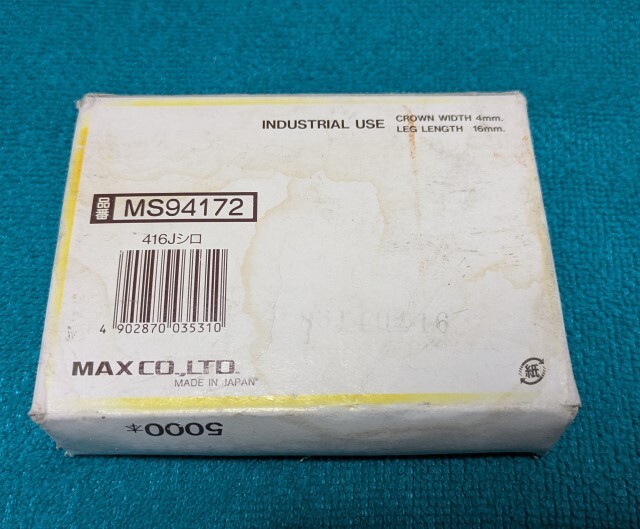 INDUSTRIAL USE
CROWN WIDTH 4mm.
LEG LENGTH 16mm.
品番 MS94172
416Jシロ
4 902870 035310
MAX CO.,LTD.
MADE IN JAPAN
紙
5000本